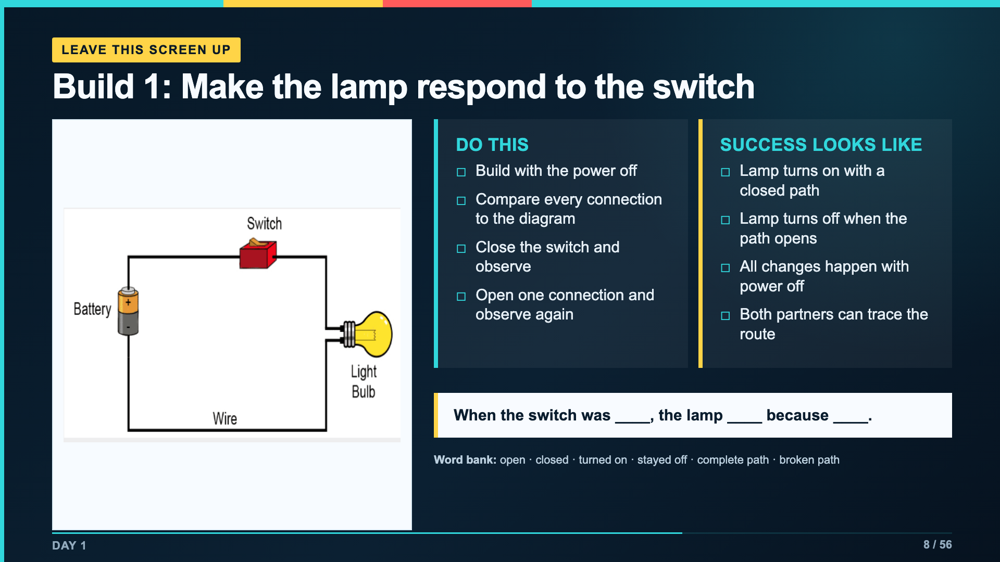 LEAVE THIS SCREEN UP
Build 1: Make the lamp respond to the switch
Switch
+
-
Battery
Light
Bulb
Wire
DO THIS
Build with the power off
Compare every connection
to the diagram
Close the switch and
observe
Open one connection and
observe again
SUCCESS LOOKS LIKE
Lamp turns on with a
closed path
Lamp turns off when the
path opens
All changes happen with
power off
Both partners can trace the
route
When the switch was ____, the lamp ____ because ____.
Word bank: open · closed · turned on · stayed off · complete path · broken path
DAY 1
8 / 56